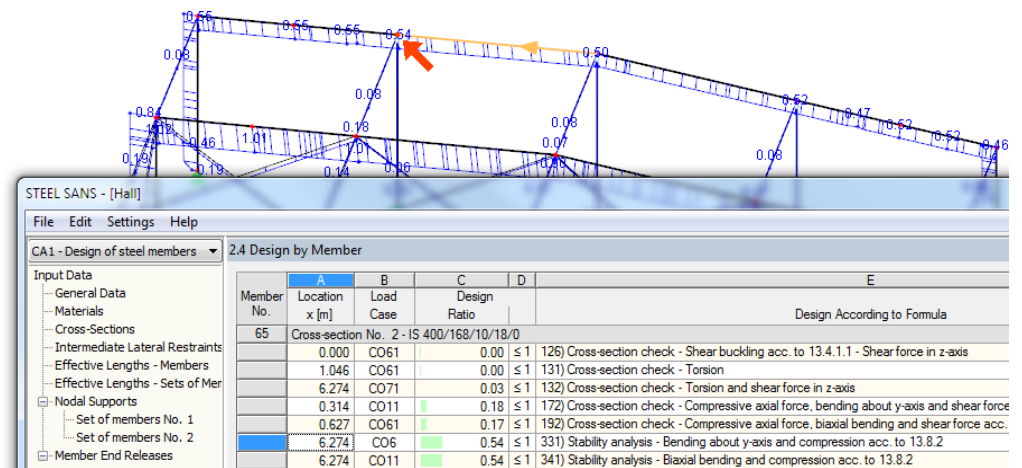 0.55
0.55
0.55
0.54
0.50
0.08
0.08
0.08
0.52
0.47
0.52
0.52
0.46
0.84
0.18
1.01
0.46
0.08
0.19
0.19
0.14
STEEL SANS - [Hall]
File Edit Settings Help
CA1 - Design of steel members
2.4 Design by Member
Input Data
General Data
Materials
Cross-Sections
Intermediate Lateral Restraints
Effective Lengths - Members
Effective Lengths - Sets of Mer
Nodal Supports
Set of members No. 1
Set of members No. 2
Member End Releases
A B C D E
Member Location Load Design
No. x [m] Case Ratio Design According to Formula
65 Cross-section No. 2 - IS 400/168/10/18/0
0.000 CO61 0.00 ≤ 1 126) Cross-section check - Shear buckling acc. to 13.4.1.1 - Shear force in z-axis
1.046 CO61 0.00 ≤ 1 131) Cross-section check - Torsion
6.274 CO71 0.03 ≤ 1 132) Cross-section check - Torsion and shear force in z-axis
0.314 CO11 0.18 ≤ 1 172) Cross-section check - Compressive axial force, bending about y-axis and shear force
0.627 CO61 0.17 ≤ 1 192) Cross-section check - Compressive axial force, biaxial bending and shear force acc.
6.274 CO6 0.54 ≤ 1 331) Stability analysis - Bending about y-axis and compression acc. to 13.8.2
6.274 CO11 0.54 ≤ 1 341) Stability analysis - Biaxial bending and compression acc. to 13.8.2